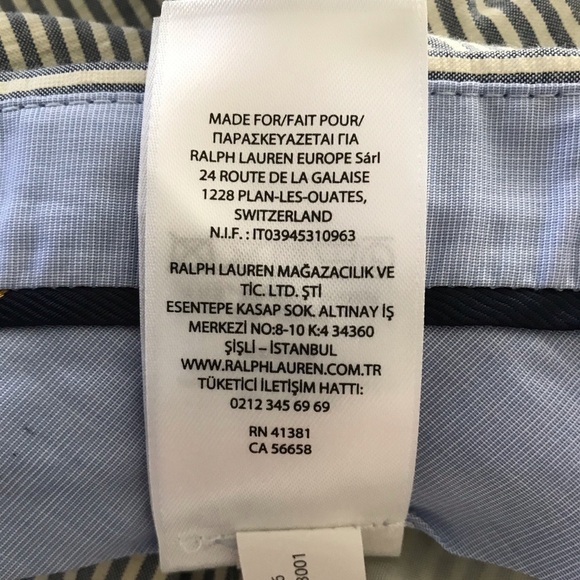 MADE FOR/FAIT POUR/
ΠΑΡΑΣΚΕΥΑΖΕΤΑΙ ΓΙΑ
RALPH LAUREN EUROPE Sárl
24 ROUTE DE LA GALAISE
1228 PLAN-LES-OUATES,
SWITZERLAND
N.I.F. : IT03945310963
RALPH LAUREN MAĞAZACILIK VE
TİC. LTD. ŞTİ
ESENTEPE KASAP SOK. ALTINAY İŞ
MERKEZİ NO:8-10 K:4 34360
ŞİŞLİ – İSTANBUL
WWW.RALPHLAUREN.COM.TR
TÜKETİCİ İLETİŞİM HATTI:
0212 345 69 69
RN 41381
CA 56658